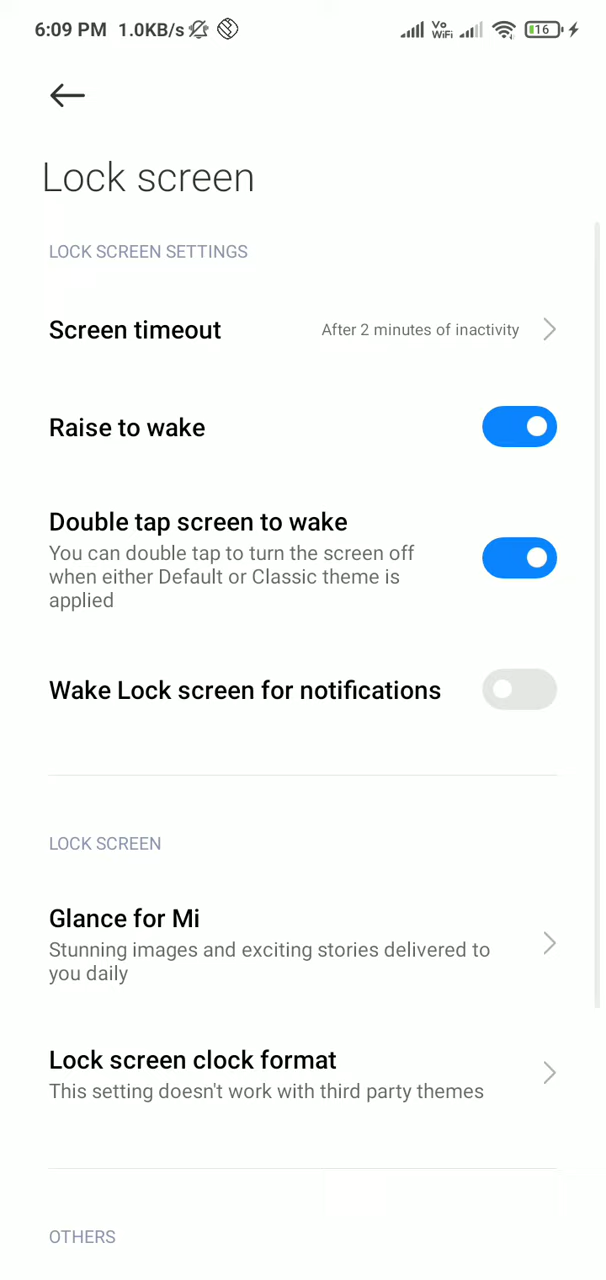 6:09 PM 1.0KB/s Vo WiFi 16
Lock screen
LOCK SCREEN SETTINGS
Screen timeout After 2 minutes of inactivity
Raise to wake
Double tap screen to wake
You can double tap to turn the screen off
when either Default or Classic theme is
applied
Wake Lock screen for notifications
LOCK SCREEN
Glance for Mi
Stunning images and exciting stories delivered to
you daily
Lock screen clock format
This setting doesn't work with third party themes
OTHERS